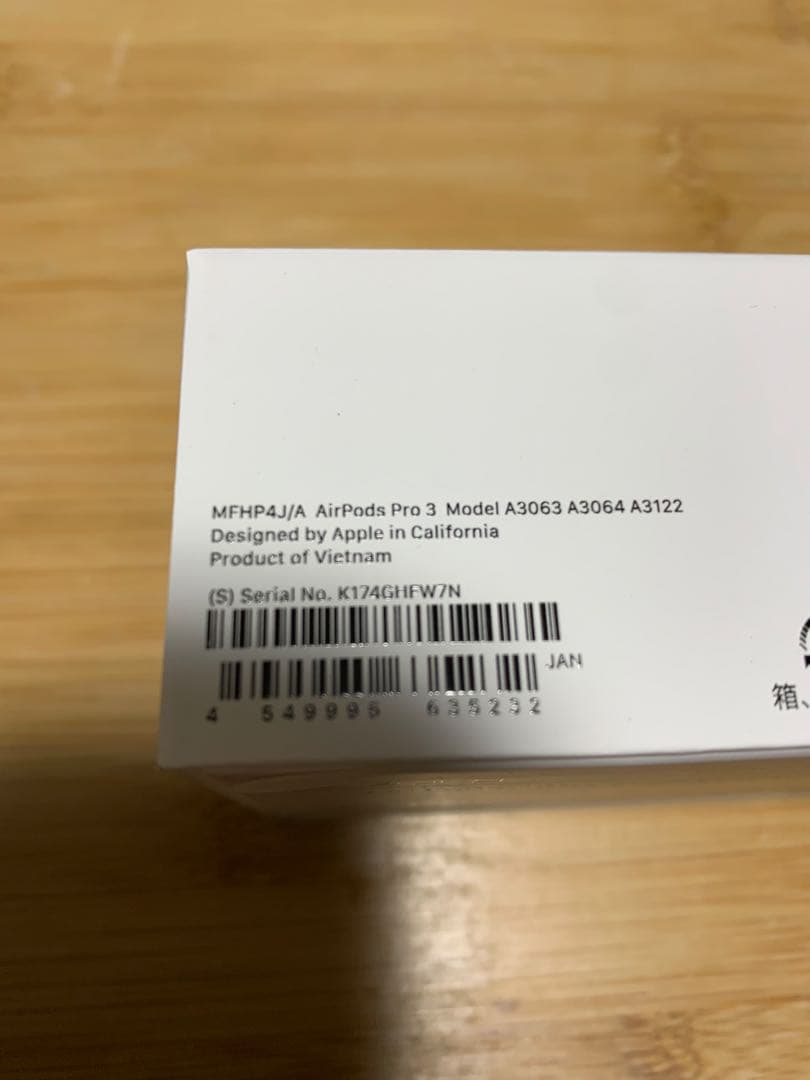 MFHP4J/A AirPods Pro 3 Model A3063 A3064 A3122
Designed by Apple in California
Product of Vietnam
(S) Serial No. K174GHFW7N
JAN
4 549995 635232
箱、